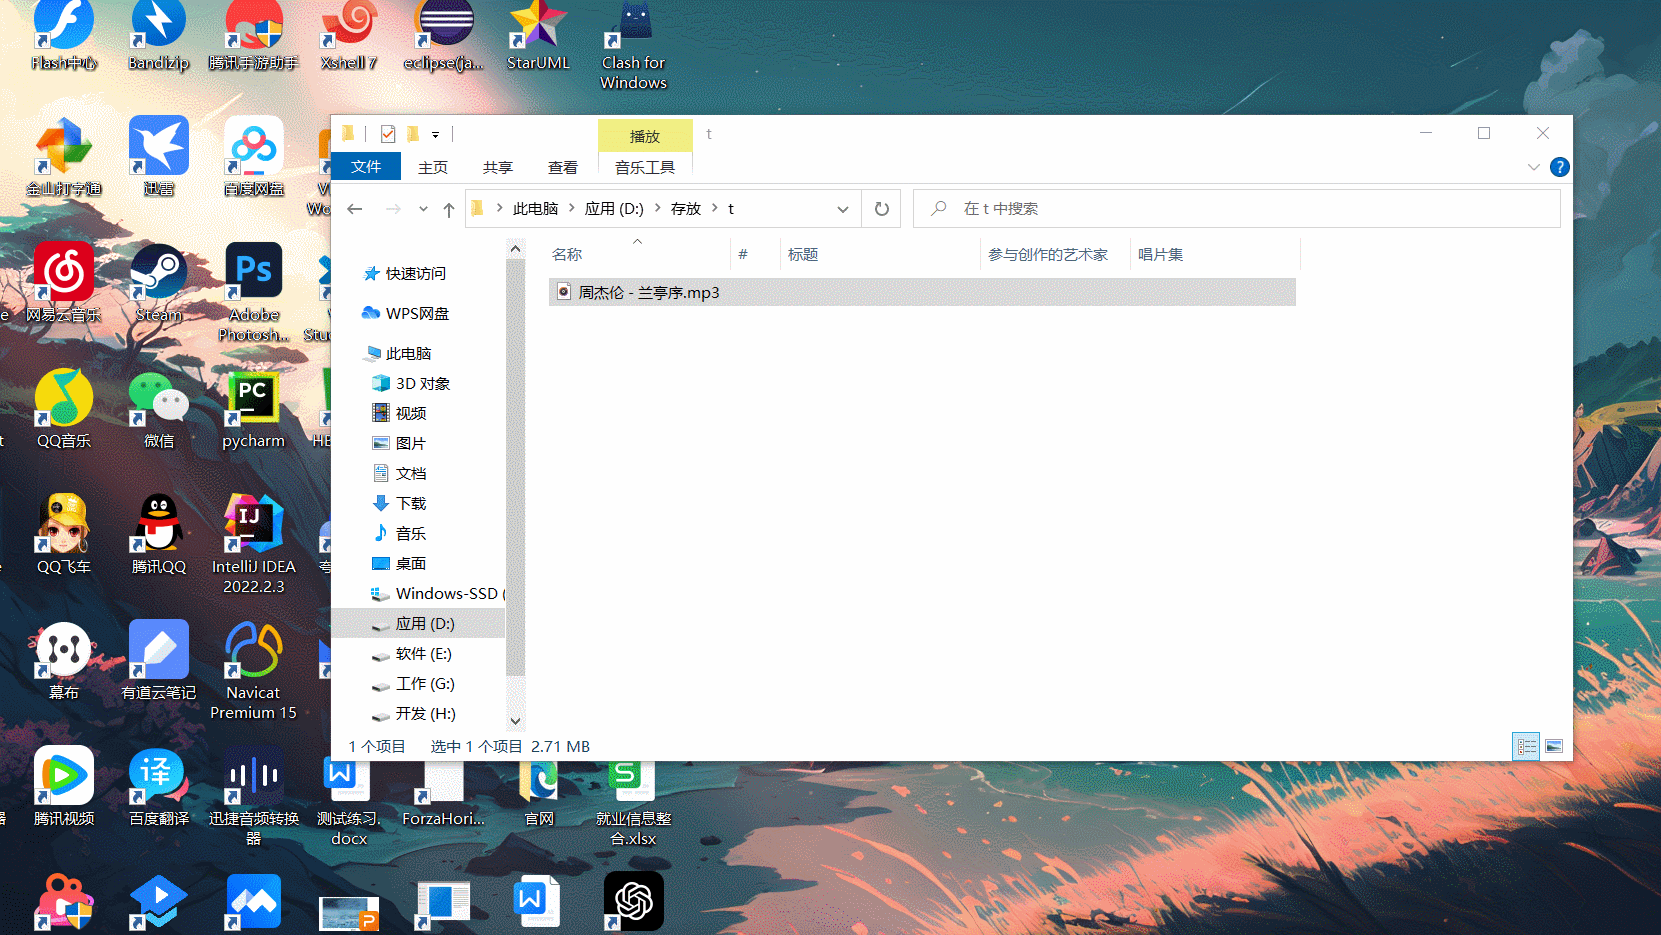 Flash中心
Bandizip
腾讯手游助手
Xshell 7
eclipse(ja...
StarUML
Clash for
Windows
金山打字通
迅雷
百度网盘
网易云音乐
Steam
Adobe
Photosh...
Ps
QQ音乐
微信
PC
pycharm
QQ飞车
腾讯QQ
IJ
IntelliJ IDEA
2022.2.3
幕布
有道云笔记
Navicat
Premium 15
腾讯视频
译
百度翻译
迅捷音频转换
器
W
测试练习.
docx
ForzaHori...
官网
S
就业信息整
合.xlsx
P
W
播放
t
文件
主页
共享
查看
音乐工具
此电脑
应用 (D:)
存放
t
在 t 中搜索
名称
#
标题
参与创作的艺术家
唱片集
周杰伦 - 兰亭序.mp3
快速访问
WPS网盘
此电脑
3D 对象
视频
图片
文档
下载
音乐
桌面
Windows-SSD (
应用 (D:)
软件 (E:)
工作 (G:)
开发 (H:)
1 个项目
选中 1 个项目 2.71 MB